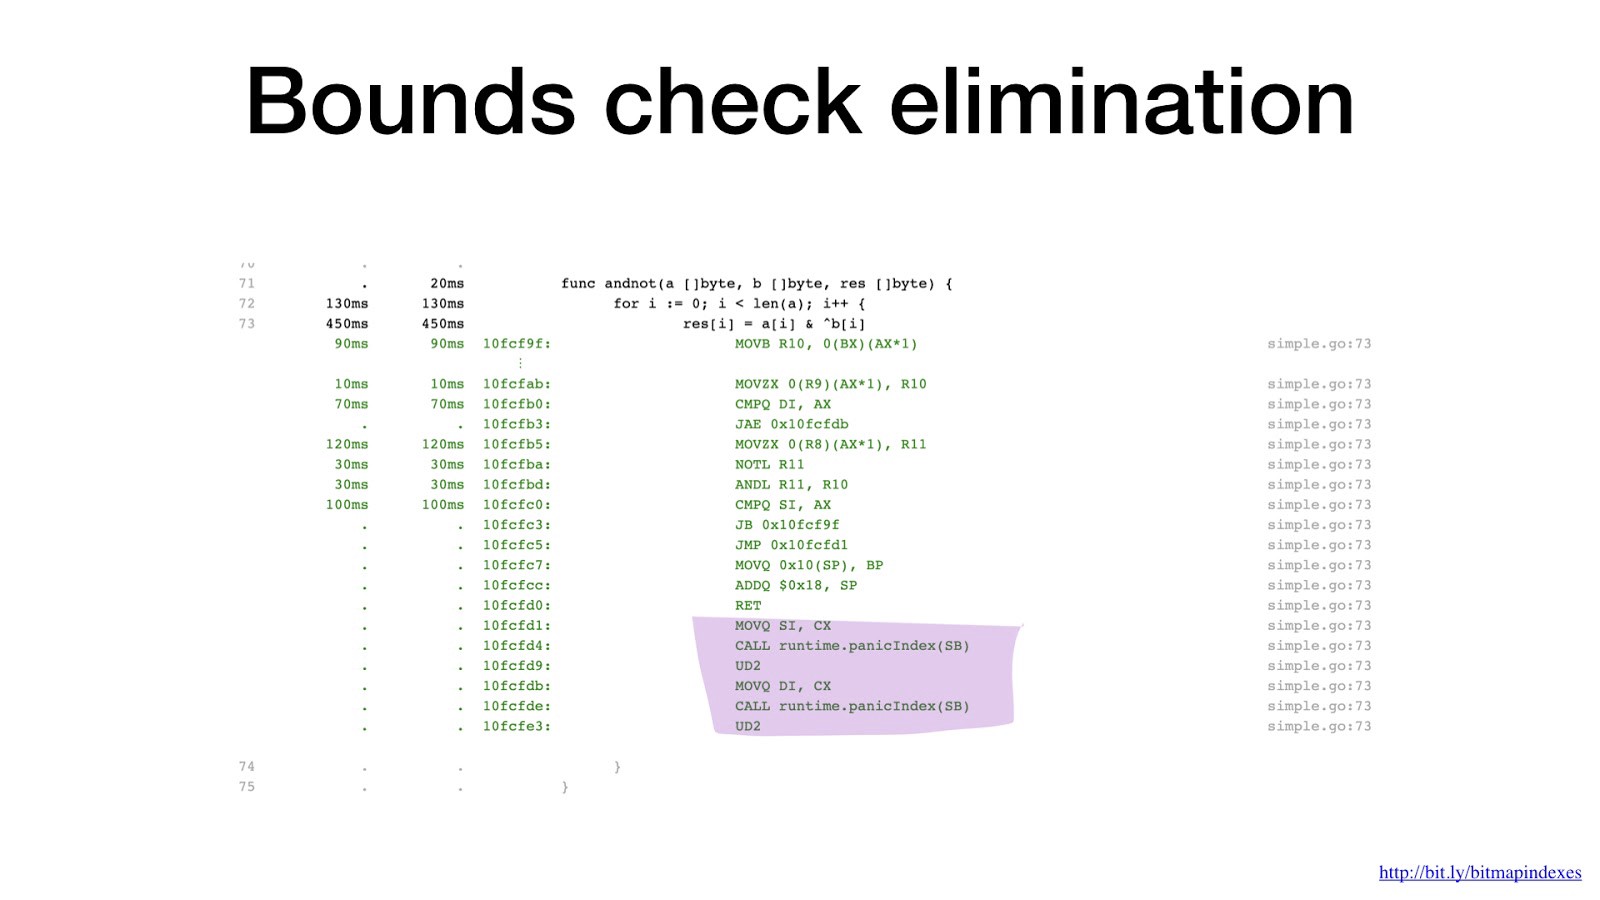 Bounds check elimination
70 . .
71 . 20ms func andnot(a []byte, b []byte, res []byte) {
72 130ms 130ms for i := 0; i < len(a); i++ {
73 450ms 450ms res[i] = a[i] & ^b[i]
90ms 90ms 10fcf9f: MOVB R10, 0(BX)(AX*1) simple.go:73
⋮
10ms 10ms 10fcfab: MOVZX 0(R9)(AX*1), R10 simple.go:73
70ms 70ms 10fcfb0: CMPQ DI, AX simple.go:73
. . 10fcfb3: JAE 0x10fcfdb simple.go:73
120ms 120ms 10fcfb5: MOVZX 0(R8)(AX*1), R11 simple.go:73
30ms 30ms 10fcfba: NOTL R11 simple.go:73
30ms 30ms 10fcfbd: ANDL R11, R10 simple.go:73
100ms 100ms 10fcfc0: CMPQ SI, AX simple.go:73
. . 10fcfc3: JB 0x10fcf9f simple.go:73
. . 10fcfc5: JMP 0x10fcfd1 simple.go:73
. . 10fcfc7: MOVQ 0x10(SP), BP simple.go:73
. . 10fcfcc: ADDQ $0x18, SP simple.go:73
. . 10fcfd0: RET simple.go:73
. . 10fcfd1: MOVQ SI, CX simple.go:73
. . 10fcfd4: CALL runtime.panicIndex(SB) simple.go:73
. . 10fcfd9: UD2 simple.go:73
. . 10fcfdb: MOVQ DI, CX simple.go:73
. . 10fcfde: CALL runtime.panicIndex(SB) simple.go:73
. . 10fcfe3: UD2 simple.go:73
74 . . }
75 . . }
http://bit.ly/bitmapindexes